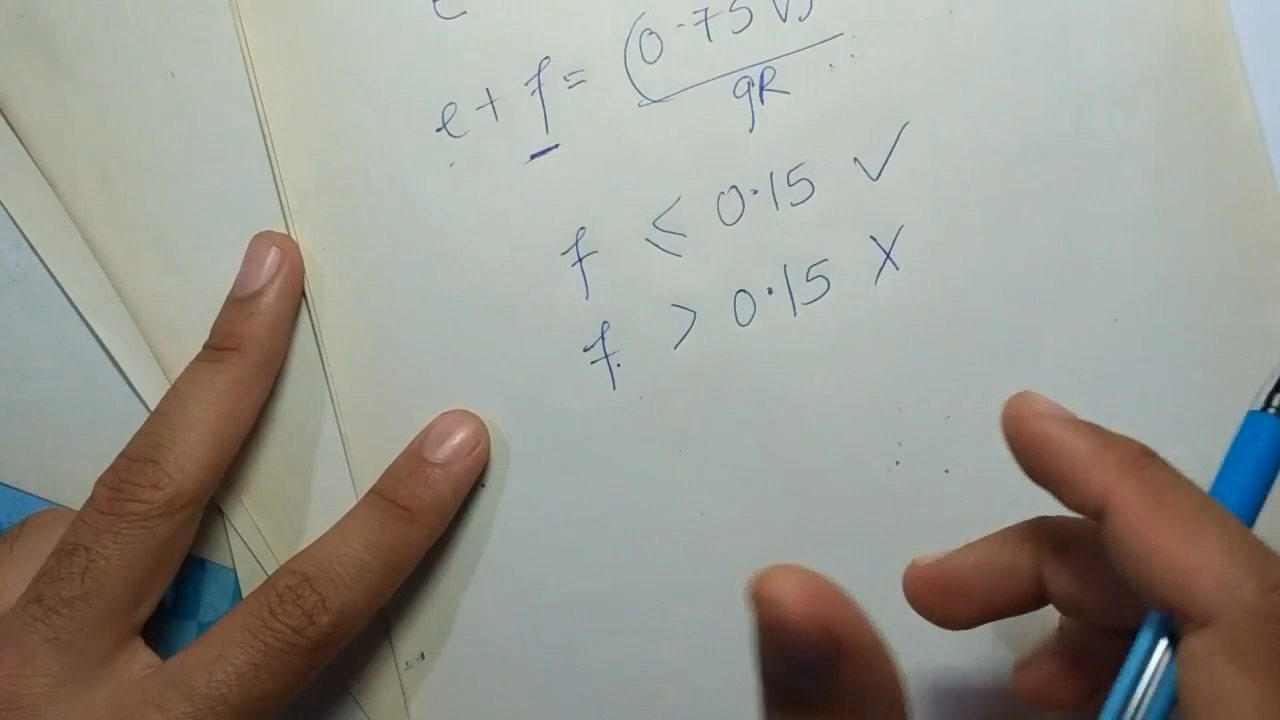 e
e + f = (0.75 V)
gR
f ≤ 0.15 ✓
f > 0.15 X